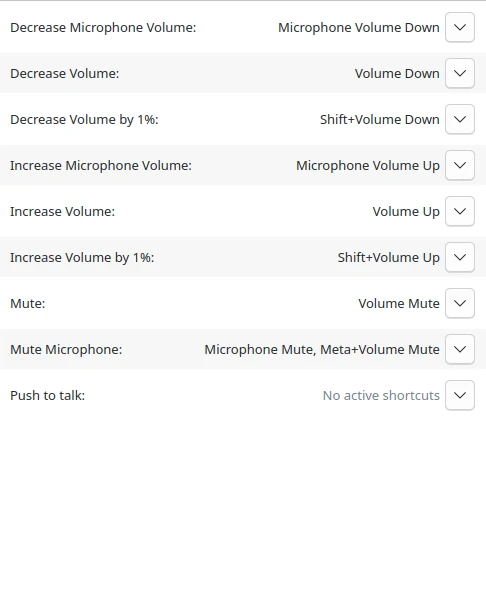 Decrease Microphone Volume: Microphone Volume Down
Decrease Volume: Volume Down
Decrease Volume by 1%: Shift+Volume Down
Increase Microphone Volume: Microphone Volume Up
Increase Volume: Volume Up
Increase Volume by 1%: Shift+Volume Up
Mute: Volume Mute
Mute Microphone: Microphone Mute, Meta+Volume Mute
Push to talk: No active shortcuts